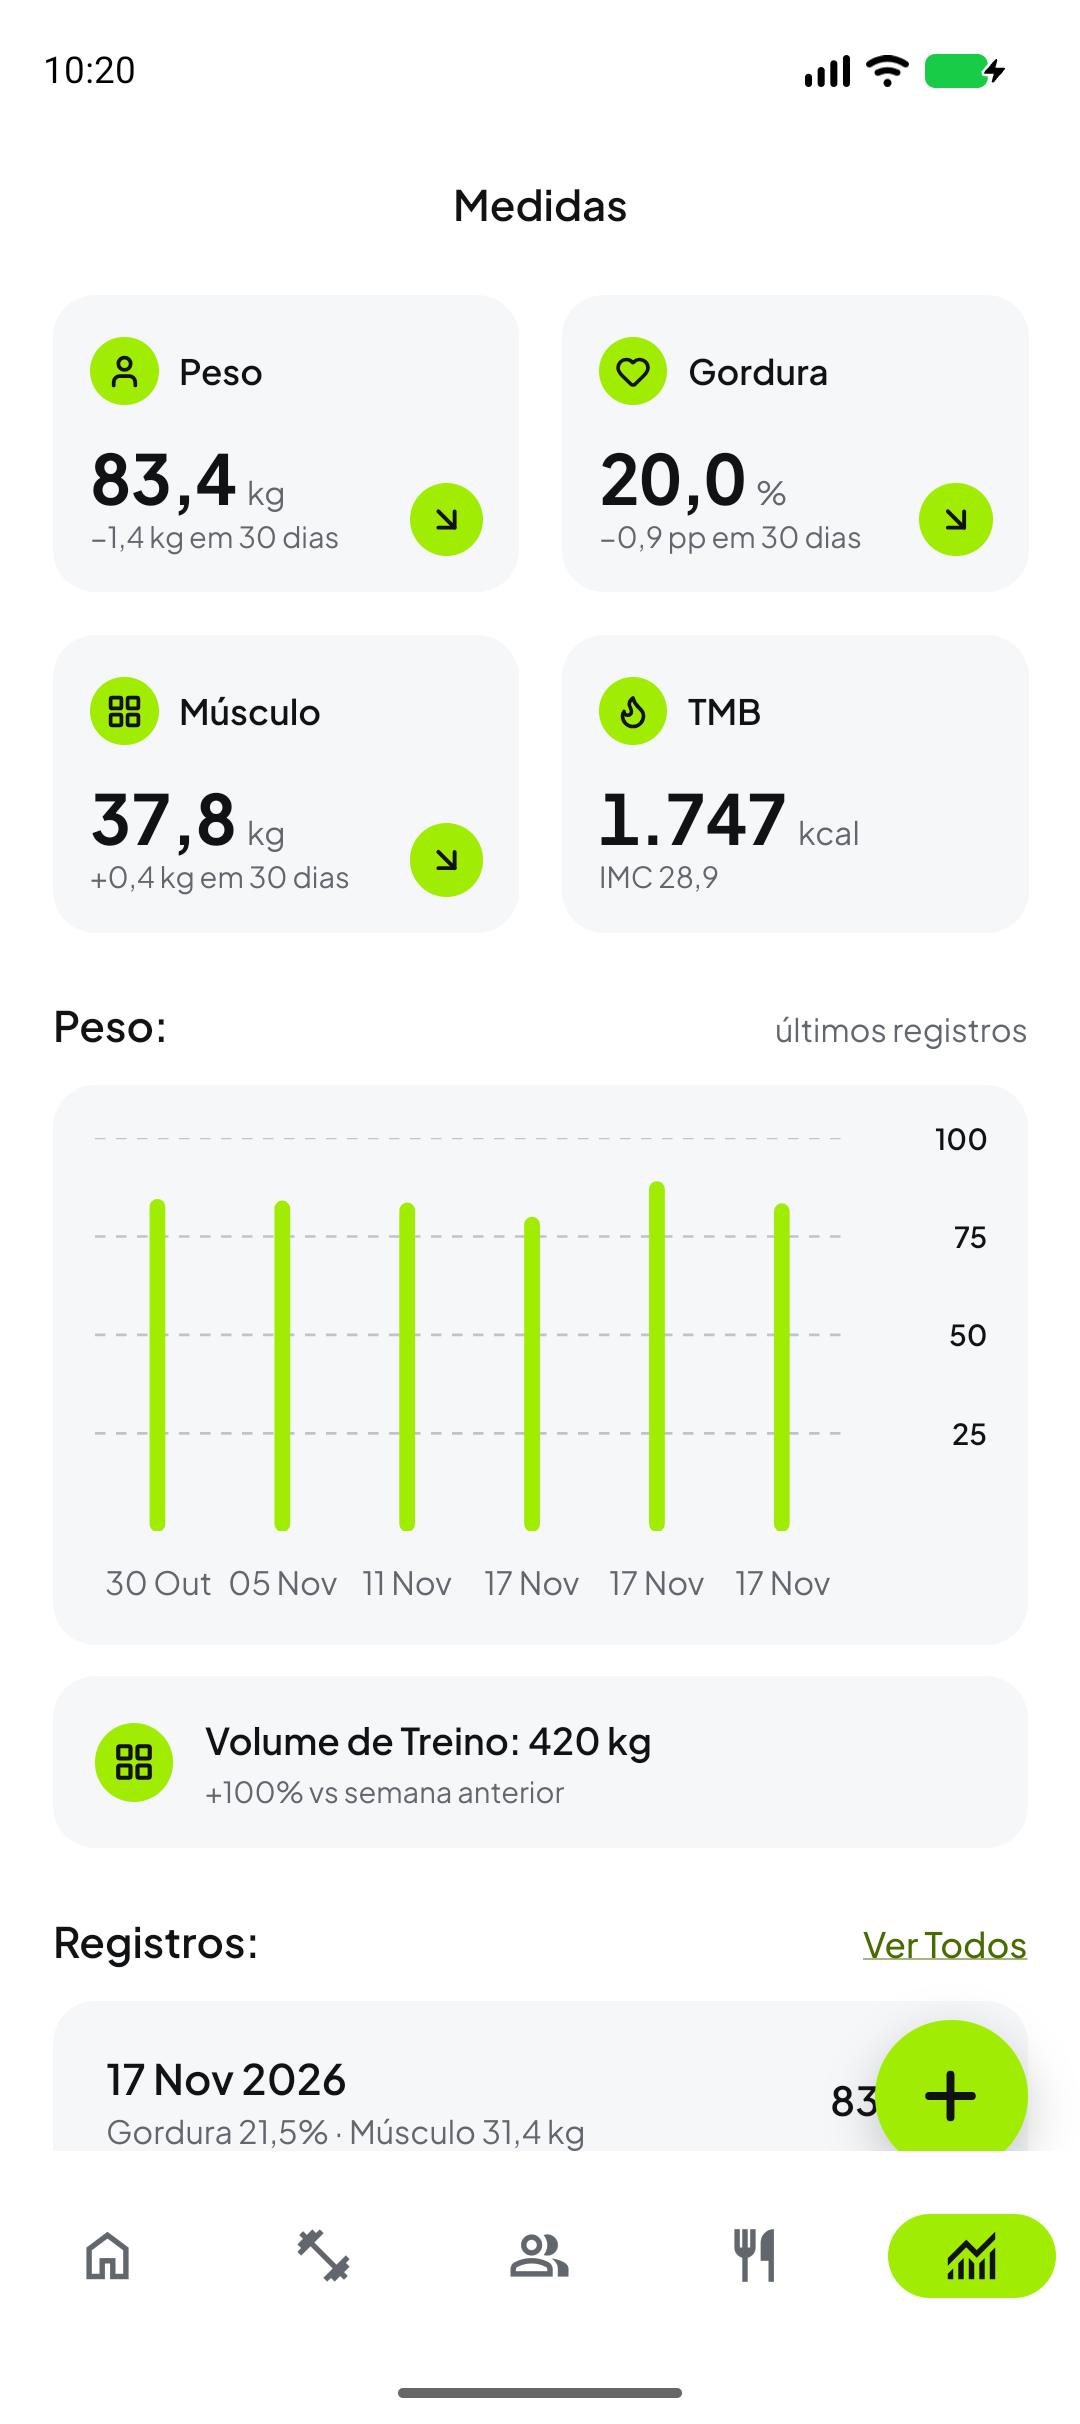 10:20
Medidas
Peso
83,4 kg
−1,4 kg em 30 dias
Gordura
20,0 %
−0,9 pp em 30 dias
Músculo
37,8 kg
+0,4 kg em 30 dias
TMB
1.747 kcal
IMC 28,9
Peso:
últimos registros
100
75
50
25
30 Out 05 Nov 11 Nov 17 Nov 17 Nov 17 Nov
Volume de Treino: 420 kg
+100% vs semana anterior
Registros:
Ver Todos
17 Nov 2026
83
Gordura 21,5% · Músculo 31,4 kg